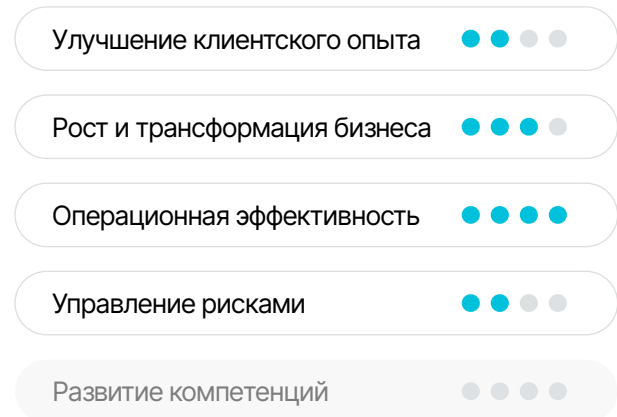 Улучшение клиентского опыта
Рост и трансформация бизнеса
Операционная эффективность
Управление рисками
Развитие компетенций